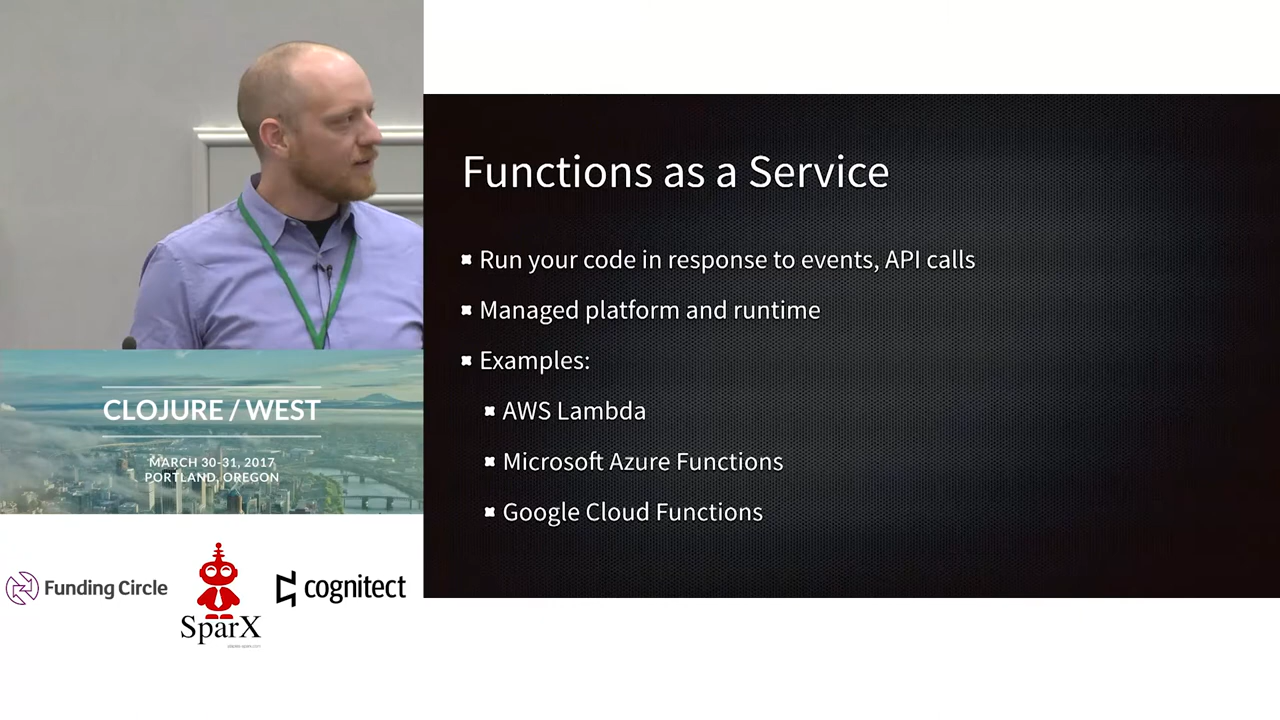 Functions as a Service
Run your code in response to events, API calls
Managed platform and runtime
Examples:
AWS Lambda
Microsoft Azure Functions
Google Cloud Functions
CLOJURE / WEST
MARCH 30-31, 2017
PORTLAND, OREGON
Funding Circle
SparX
cognitect